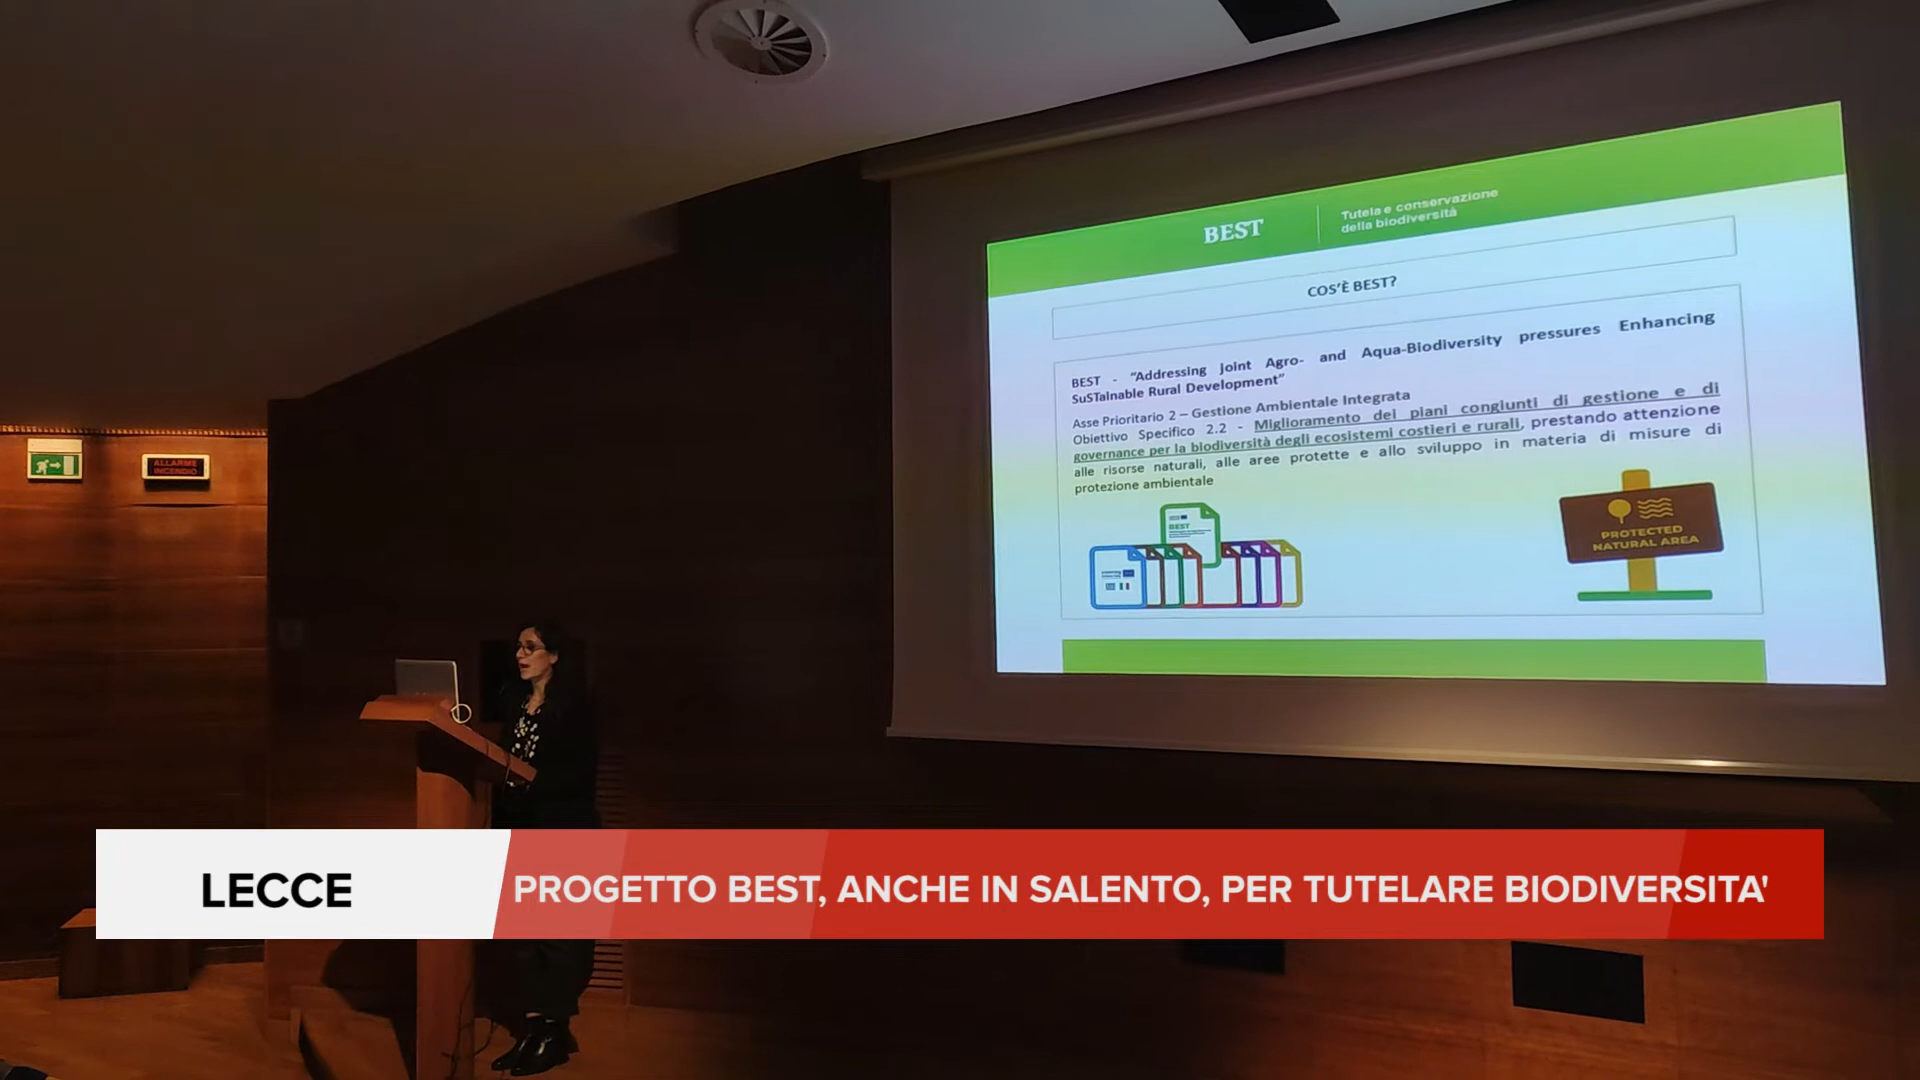 BEST
Tutela e conservazione
della biodiversità
COS'È BEST?
BEST - “Addressing Joint Agro- and Aqua-Biodiversity pressures Enhancing
SuSTainable Rural Development”
Asse Prioritario 2 – Gestione Ambientale Integrata
Obiettivo Specifico 2.2 - Miglioramento dei piani congiunti di gestione e di
governance per la biodiversità degli ecosistemi costieri e rurali, prestando attenzione
alle risorse naturali, alle aree protette e allo sviluppo in materia di misure di
protezione ambientale
BEST
PROTECTED
NATURAL AREA
ALLARME
INCENDIO
LECCE
PROGETTO BEST, ANCHE IN SALENTO, PER TUTELARE BIODIVERSITA'